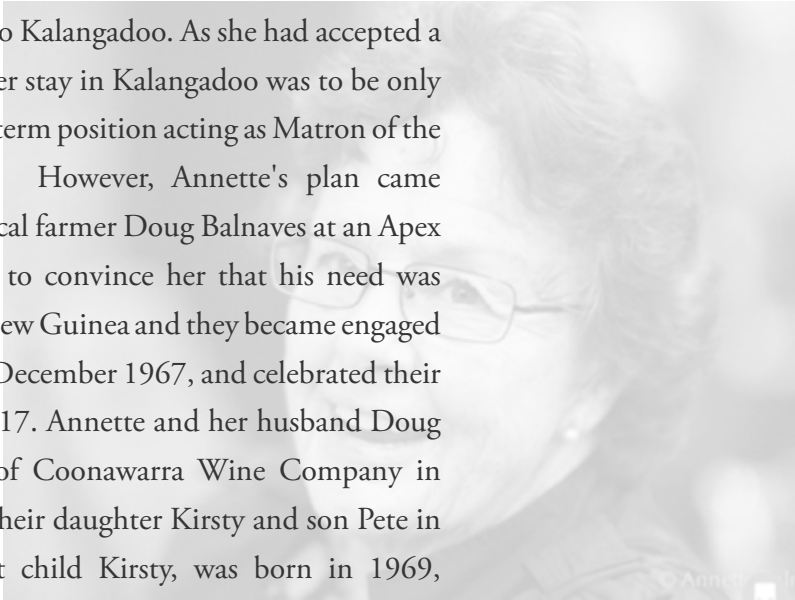 o Kalangadoo. As she had accepted a
er stay in Kalangadoo was to be only
term position acting as Matron of the
However, Annette's plan came
cal farmer Doug Balnaves at an Apex
to convince her that his need was
ew Guinea and they became engaged
December 1967, and celebrated their
17. Annette and her husband Doug
of Coonawarra Wine Company in
heir daughter Kirsty and son Pete in
t child Kirsty, was born in 1969,
© Annette